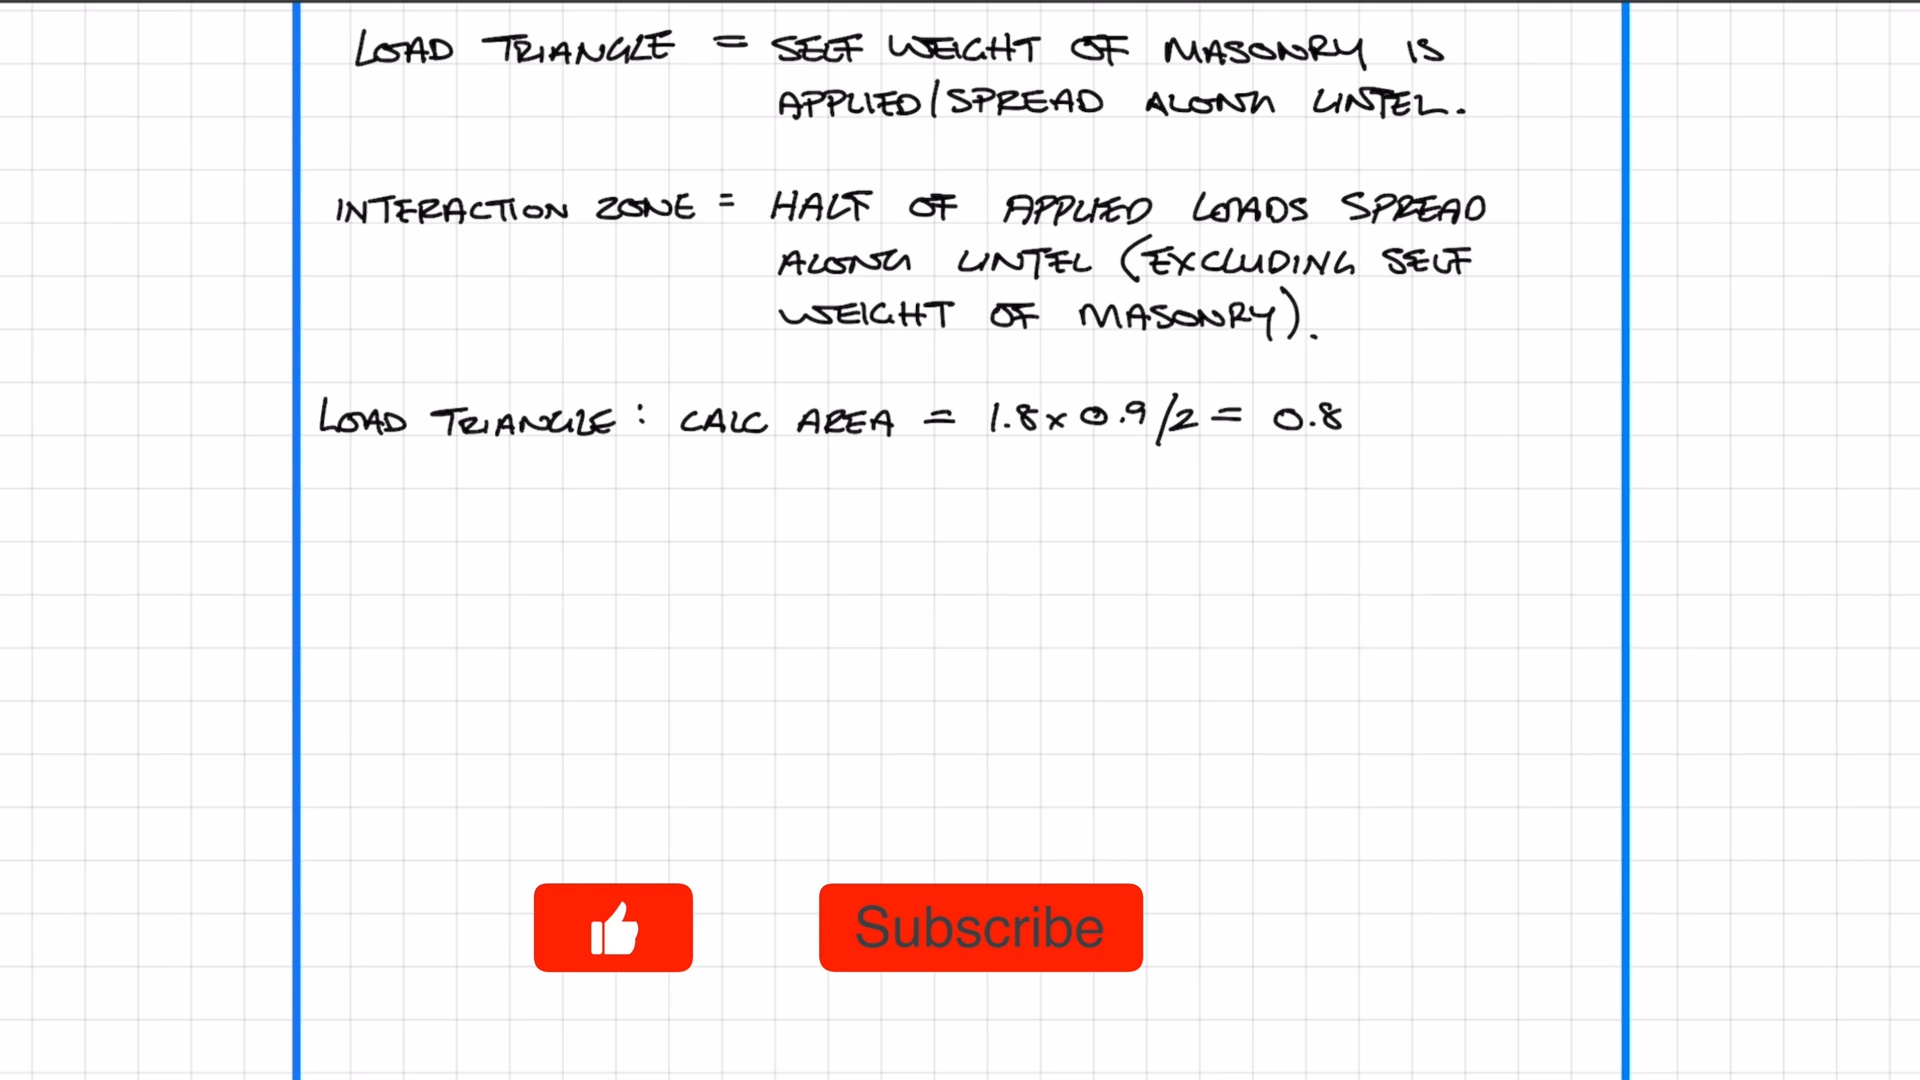 LOAD TRIANGLE = SELF WEIGHT OF MASONRY IS
APPLIED/SPREAD ALONG LINTEL.
INTERACTION ZONE = HALF OF APPLIED LOADS SPREAD
ALONG LINTEL (EXCLUDING SELF
WEIGHT OF MASONRY).
LOAD TRIANGLE: CALC AREA = 1.8 x 0.9/2 = 0.8
Subscribe